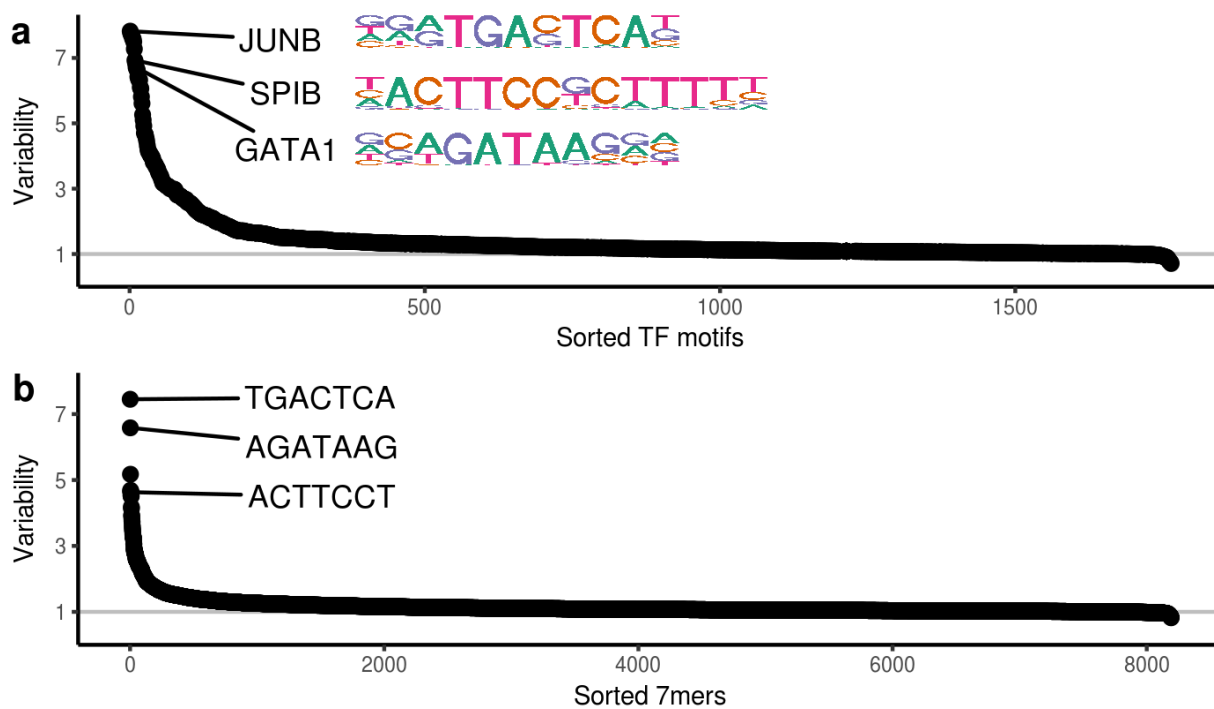 a
JUNB
SPIB
GATA1
Variability
7
5
3
1
0
500
1000
1500
Sorted TF motifs
b
TGACTCA
AGATAAG
ACTTCCT
Variability
7
5
3
1
0
2000
4000
6000
8000
Sorted 7mers